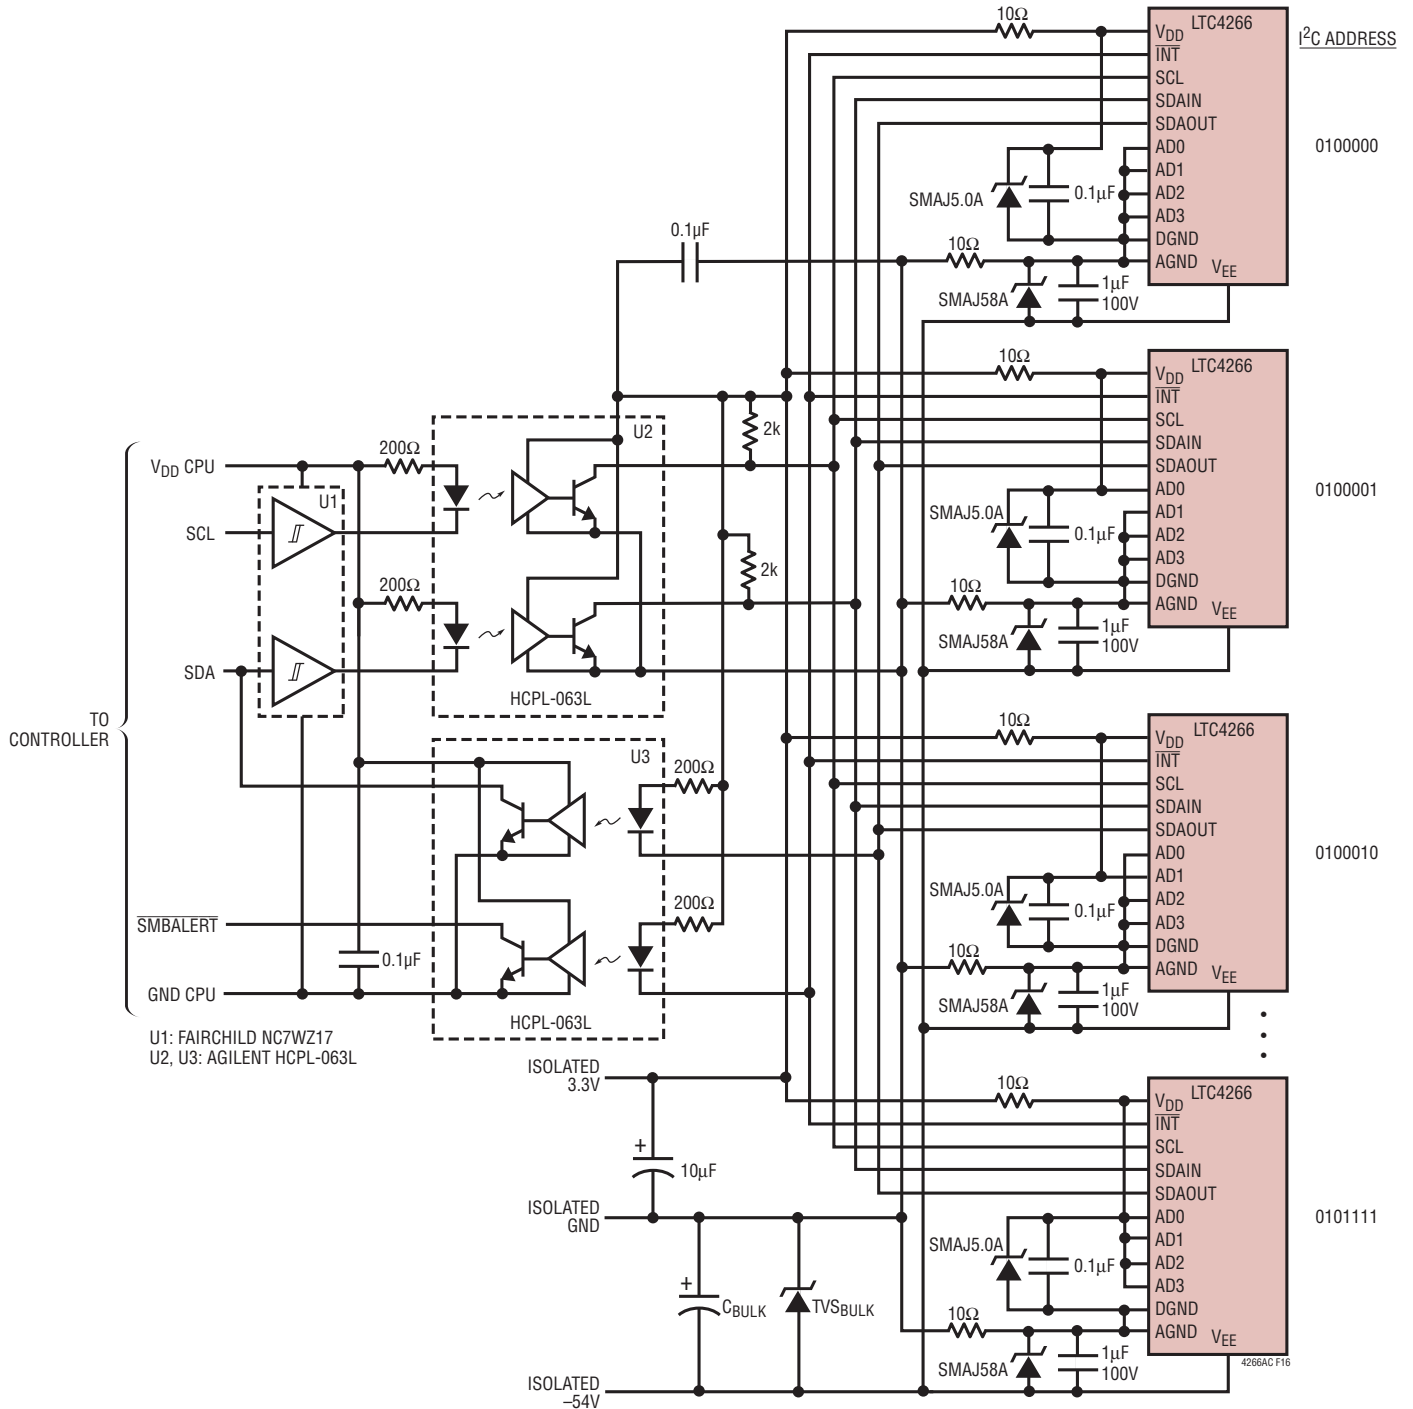 10Ω
LTC4266
I2C ADDRESS
VDD
INT
SCL
SDAIN
SDAOUT
AD0
0100000
AD1
SMAJ5.0A
0.1µF
AD2
AD3
DGND
0.1µF
10Ω
AGND
VEE
SMAJ58A
1µF
100V
10Ω
LTC4266
VDD
INT
SCL
SDAIN
SDAOUT
AD0
0100001
SMAJ5.0A
0.1µF
AD1
AD2
AD3
DGND
10Ω
AGND
VEE
SMAJ58A
1µF
100V
U2
2k
200Ω
VDD CPU
U1
SCL
2k
200Ω
SDA
HCPL-063L
TO
CONTROLLER
U3
200Ω
200Ω
SMBALERT
0.1µF
GND CPU
HCPL-063L
U1: FAIRCHILD NC7WZ17
U2, U3: AGILENT HCPL-063L
10Ω
LTC4266
VDD
INT
SCL
SDAIN
SDAOUT
AD0
0100010
SMAJ5.0A
0.1µF
AD1
AD2
AD3
DGND
10Ω
AGND
VEE
SMAJ58A
1µF
100V
ISOLATED
3.3V
+
10µF
ISOLATED
GND
+
CBULK
TVSBULK
ISOLATED
–54V
10Ω
LTC4266
VDD
INT
SCL
SDAIN
SDAOUT
AD0
0101111
SMAJ5.0A
0.1µF
AD1
AD2
AD3
DGND
10Ω
AGND
VEE
SMAJ58A
1µF
100V
4266AC F16